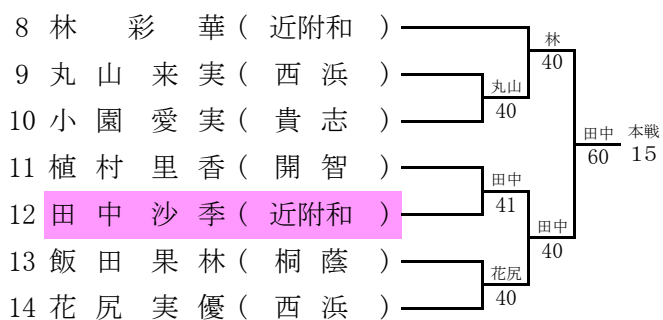 8 林 彩 華 ( 近附和 )
9 丸 山 来 実 ( 西 浜 )
10 小 園 愛 実 ( 貴 志 )
11 植 村 里 香 ( 開 智 )
12 田 中 沙 季 ( 近附和 )
13 飯 田 果 林 ( 桐 蔭 )
14 花 尻 実 優 ( 西 浜 )
林
40
丸山
40
田中
41
田中
40
花尻
40
田中
60
本戦
15